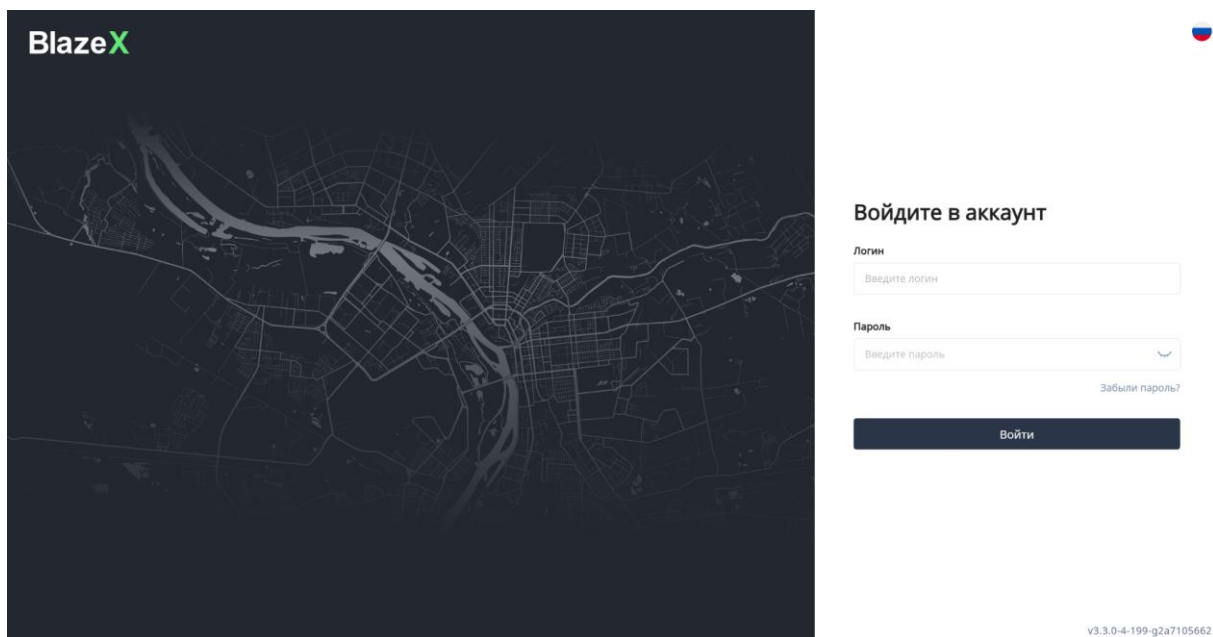 BlazeX
Войдите в аккаунт
Логин
Введите логин
Пароль
Введите пароль
Забыли пароль?
Войти
v3.3.0-4-199-g2a7105662